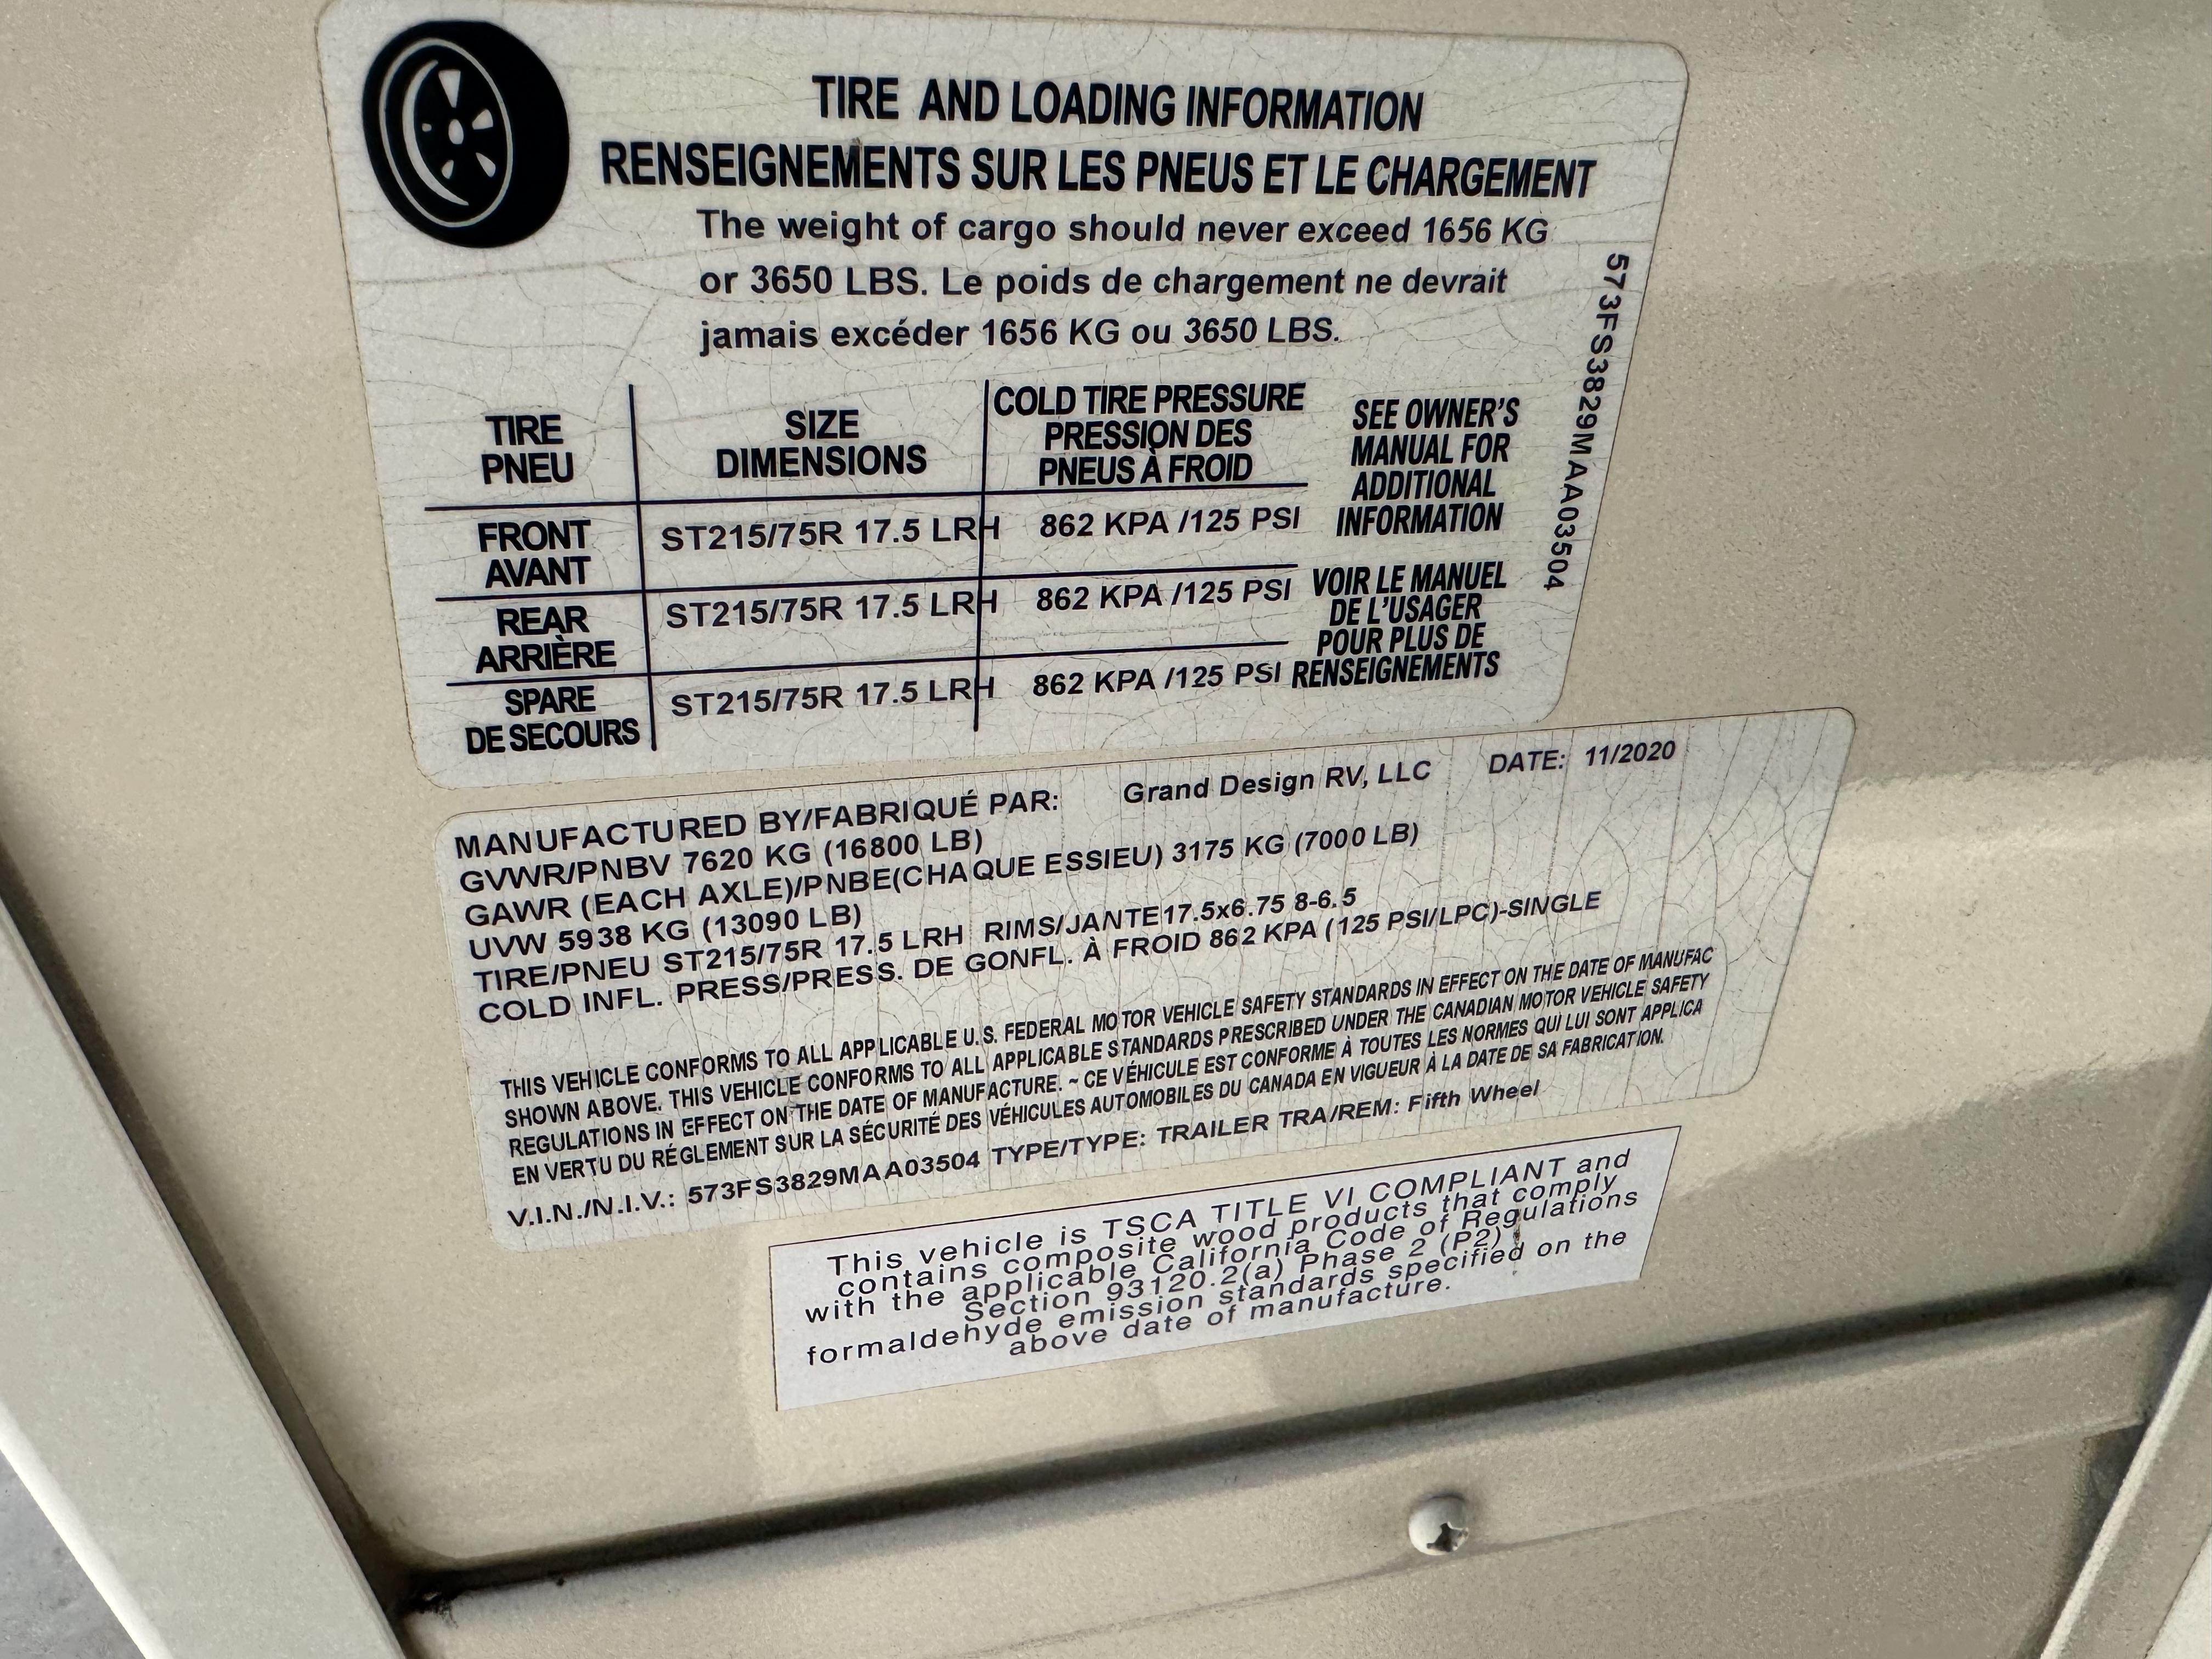 TIRE AND LOADING INFORMATION
RENSEIGNEMENTS SUR LES PNEUS ET LE CHARGEMENT
The weight of cargo should never exceed 1656 KG
or 3650 LBS. Le poids de chargement ne devrait
jamais excéder 1656 KG ou 3650 LBS.
TIRE
PNEU
SIZE
DIMENSIONS
COLD TIRE PRESSURE
PRESSION DES
PNEUS À FROID
FRONT
AVANT
ST215/75R 17.5 LRH
862 KPA /125 PSI
REAR
ARRIÈRE
ST215/75R 17.5 LRH
862 KPA /125 PSI
SPARE
DE SECOURS
ST215/75R 17.5 LRH
862 KPA /125 PSI
SEE OWNER'S
MANUAL FOR
ADDITIONAL
INFORMATION
VOIR LE MANUEL
DE L'USAGER
POUR PLUS DE
RENSEIGNEMENTS
573FS3829MAA03504
MANUFACTURED BY/FABRIQUÉ PAR: Grand Design RV, LLC DATE: 11/2020
GVWR/PNBV 7620 KG (16800 LB)
GAWR (EACH AXLE)/PNBE(CHAQUE ESSIEU) 3175 KG (7000 LB)
UVW 5938 KG (13090 LB)
TIRE/PNEU ST215/75R 17.5 LRH RIMS/JANTE17.5x6.75 8-6.5
COLD INFL. PRESS/PRESS. DE GONFL. À FROID 862 KPA (125 PSI/LPC)-SINGLE
THIS VEHICLE CONFORMS TO ALL APPLICABLE U.S. FEDERAL MOTOR VEHICLE SAFETY STANDARDS IN EFFECT ON THE DATE OF MANUFAC
SHOWN ABOVE. THIS VEHICLE CONFORMS TO ALL APPLICABLE STANDARDS PRESCRIBED UNDER THE CANADIAN MOTOR VEHICLE SAFETY
REGULATIONS IN EFFECT ON THE DATE OF MANUFACTURE. ~ CE VÉHICULE EST CONFORME À TOUTES LES NORMES QUI LUI SONT APPLICA
EN VERTU DU RÉGLEMENT SUR LA SÉCURITÉ DES VÉHICULES AUTOMOBILES DU CANADA EN VIGUEUR À LA DATE DE SA FABRICATION.
V.I.N./N.I.V.: 573FS3829MAA03504 TYPE/TYPE: TRAILER TRA/REM: Fifth Wheel
This vehicle is TSCA TITLE VI COMPLIANT and
contains composite wood products that comply
with the applicable California Code of Regulations
Section 93120.2(a) Phase 2 (P2)
formaldehyde emission standards specified on the
above date of manufacture.